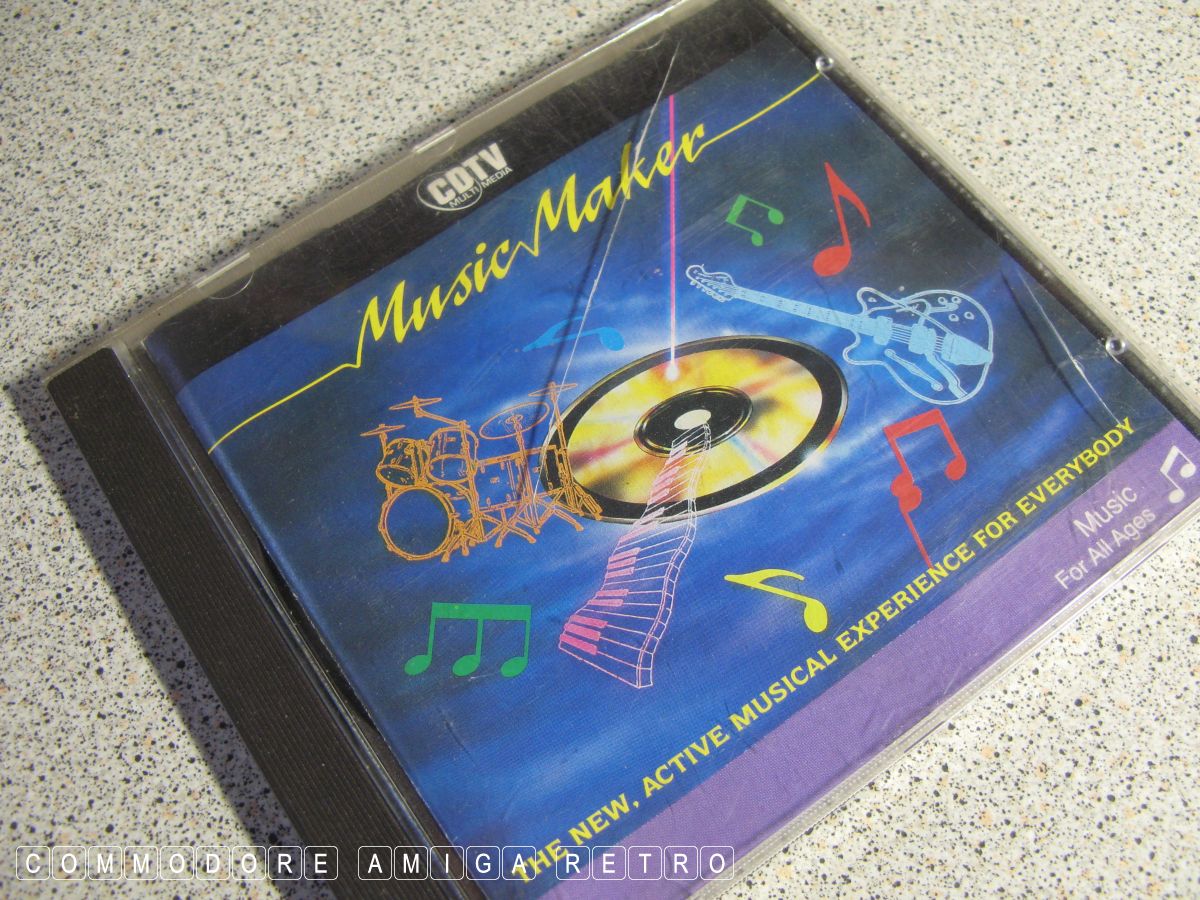 CDTV
MULTI MEDIA
Music Maker
THE NEW, ACTIVE MUSICAL EXPERIENCE FOR EVERYBODY
Music
For All Ages
COMMODORE AMIGA RETRO